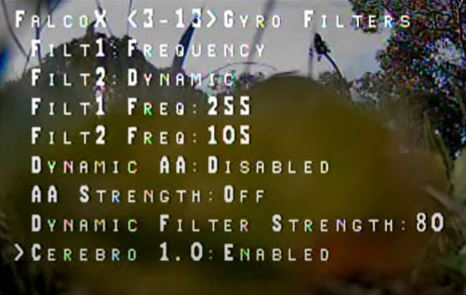 FalcoX <3-13>Gyro Filters
Filt1:Frequency
Filt2:Dynamic
Filt1 Freq:255
Filt2 Freq:105
Dynamic AA:Disabled
AA Strength:Off
Dynamic Filter Strength:80
>Cerebro 1.0:Enabled